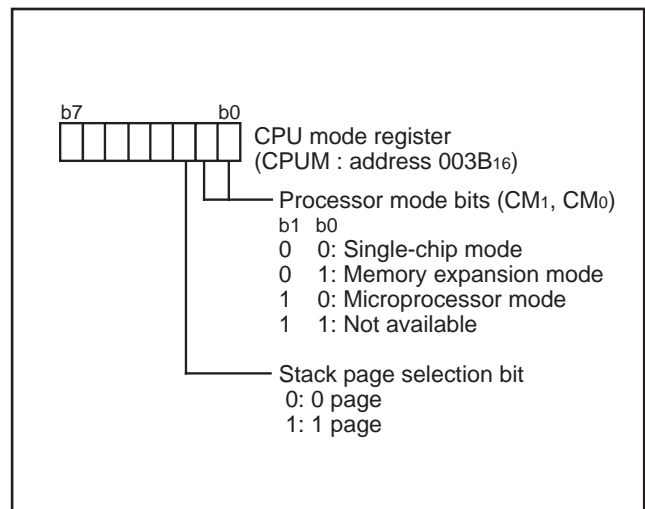 b7 b0
CPU mode register
(CPUM : address 003B₁₆)
Processor mode bits (CM₁, CM₀)
b1 b0
0 0: Single-chip mode
0 1: Memory expansion mode
1 0: Microprocessor mode
1 1: Not available
Stack page selection bit
0: 0 page
1: 1 page